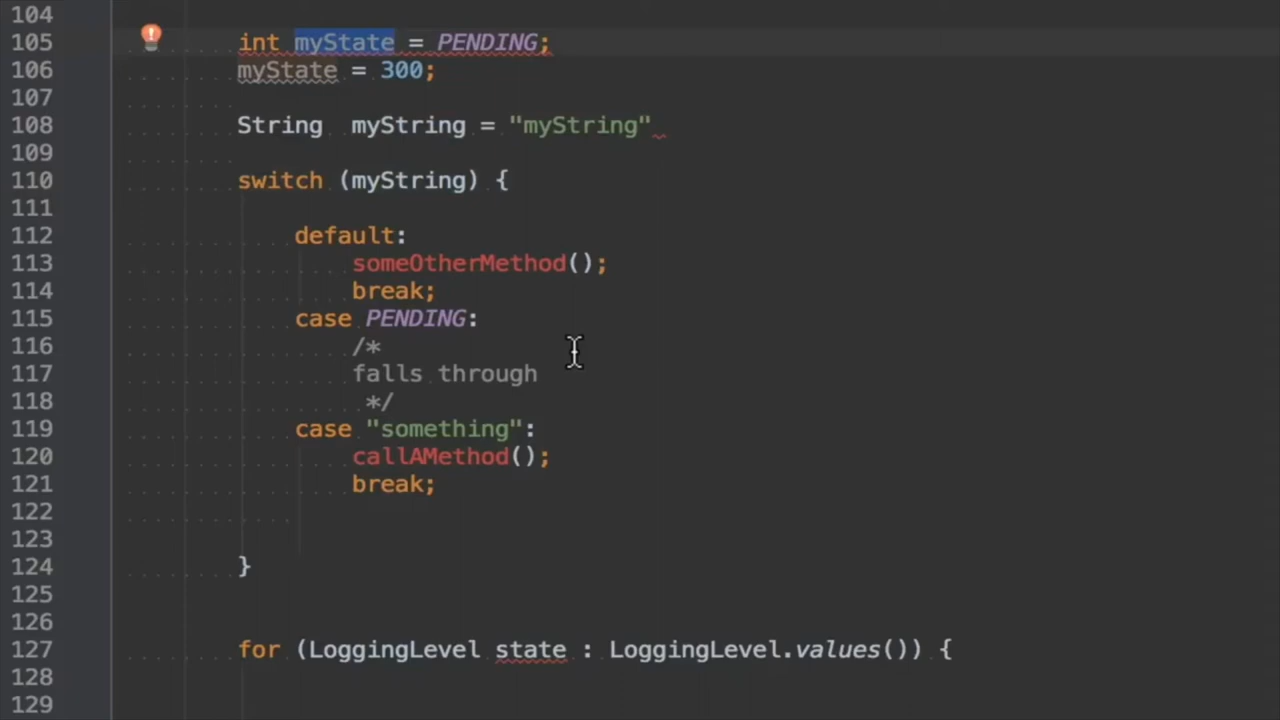 104
105 int myState = PENDING;
106 myState = 300;
107
108 String  myString = "myString"
109
110 switch (myString) {
111
112 default:
113 someOtherMethod();
114 break;
115 case PENDING:
116 /*
117 falls through
118 */
119 case "something":
120 callAMethod();
121 break;
122
123
124 }
125
126
127 for (LoggingLevel state : LoggingLevel.values()) {
128
129